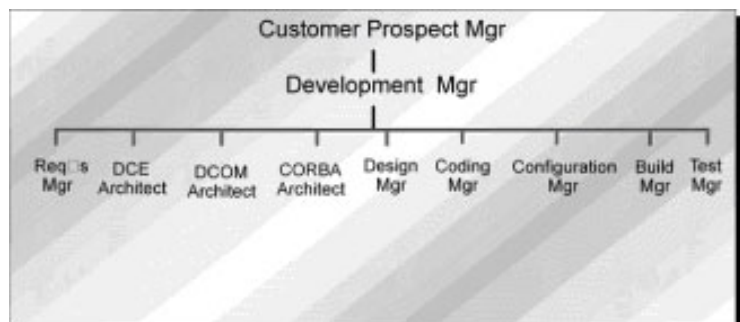 Customer Prospect Mgr
Development Mgr
Req□s Mgr
DCE Architect
DCOM Architect
CORBA Architect
Design Mgr
Coding Mgr
Configuration Mgr
Build Mgr
Test Mgr